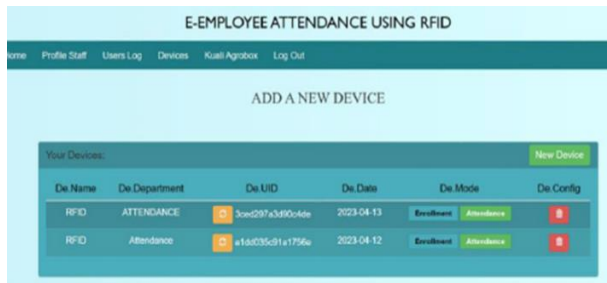 E-EMPLOYEE ATTENDANCE USING RFID
Home Profile Staff Users Log Devices Kuali Agrobox Log Out
ADD A NEW DEVICE
Your Devices: New Device
De.Name De.Department De.UID De.Date De.Mode De.Config
RFID ATTENDANCE 3ced297a3d90c4de 2023-04-13 Enrollment Attendance
RFID Attendance e1dd035c91a1756e 2023-04-12 Enrollment Attendance